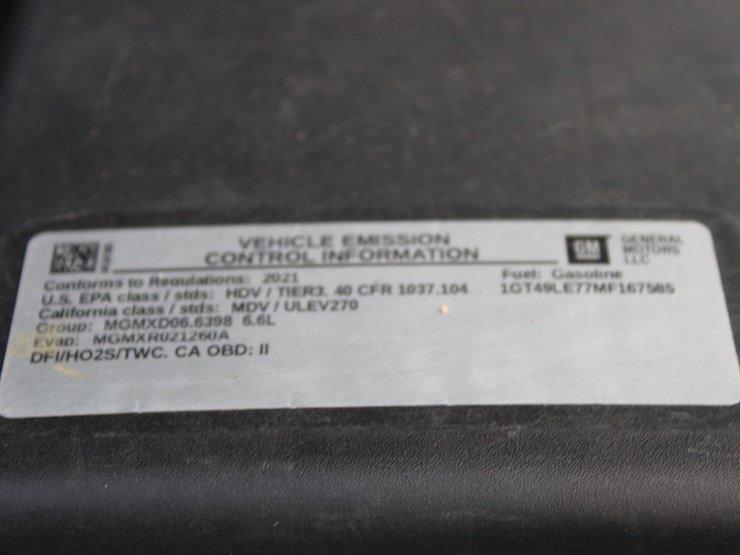 VEHICLE EMISSION
CONTROL INFORMATION
GM
GENERAL
MOTORS
LLC
Conforms to Regulations: 2021
Fuel: Gasoline
U.S. EPA class / stds: HDV / TIER3, 40 CFR 1037.104
1GT49LE77MF167585
California class / stds: MDV / ULEV270
Group: MGMXD06.6398 6.6L
Evap: MGMXR021260A
DFI/HO2S/TWC. CA OBD: II